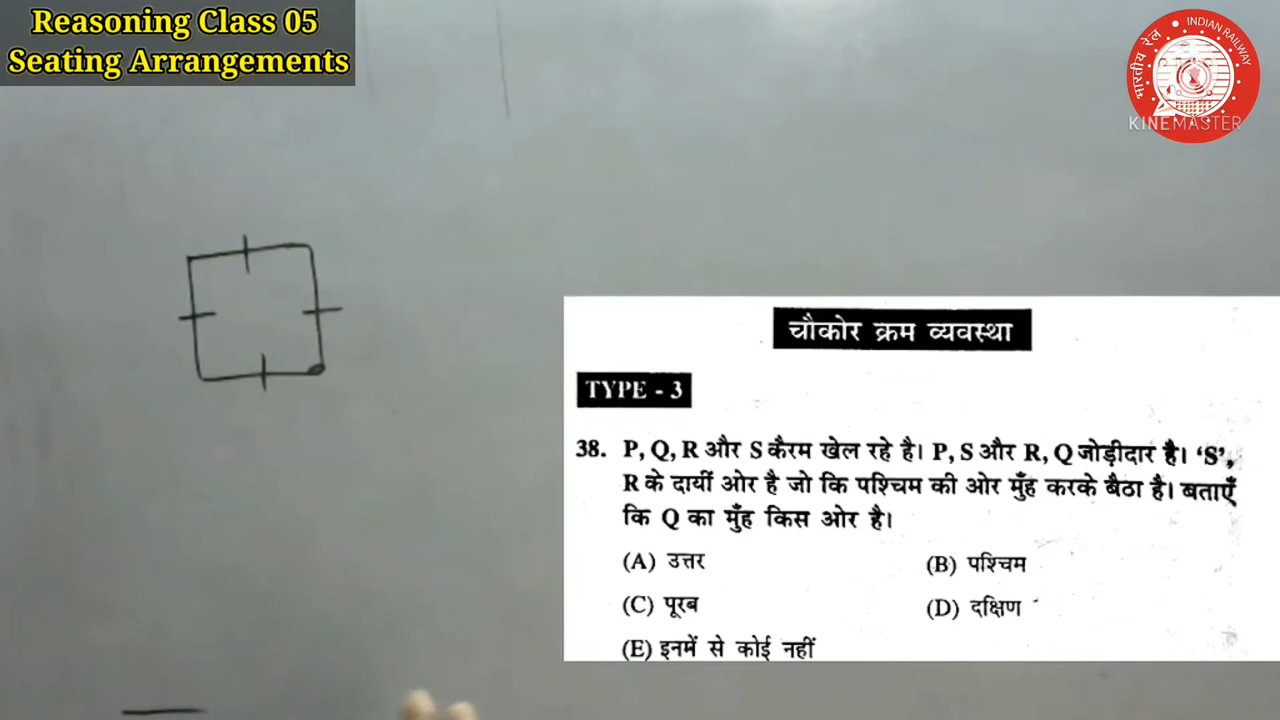 Reasoning Class 05
Seating Arrangements
भारतीय रेल
INDIAN RAILWAY
KINEMASTER
चौकोर क्रम व्यवस्था
TYPE - 3
38. P, Q, R और S कैरम खेल रहे है। P, S और R, Q जोड़ीदार है। ‘S’,
R के दायीं ओर है जो कि पश्चिम की ओर मुँह करके बैठा है। बताएँ
कि Q का मुँह किस ओर है।
(A) उत्तर (B) पश्चिम
(C) पूरब (D) दक्षिण
(E) इनमें से कोई नहीं